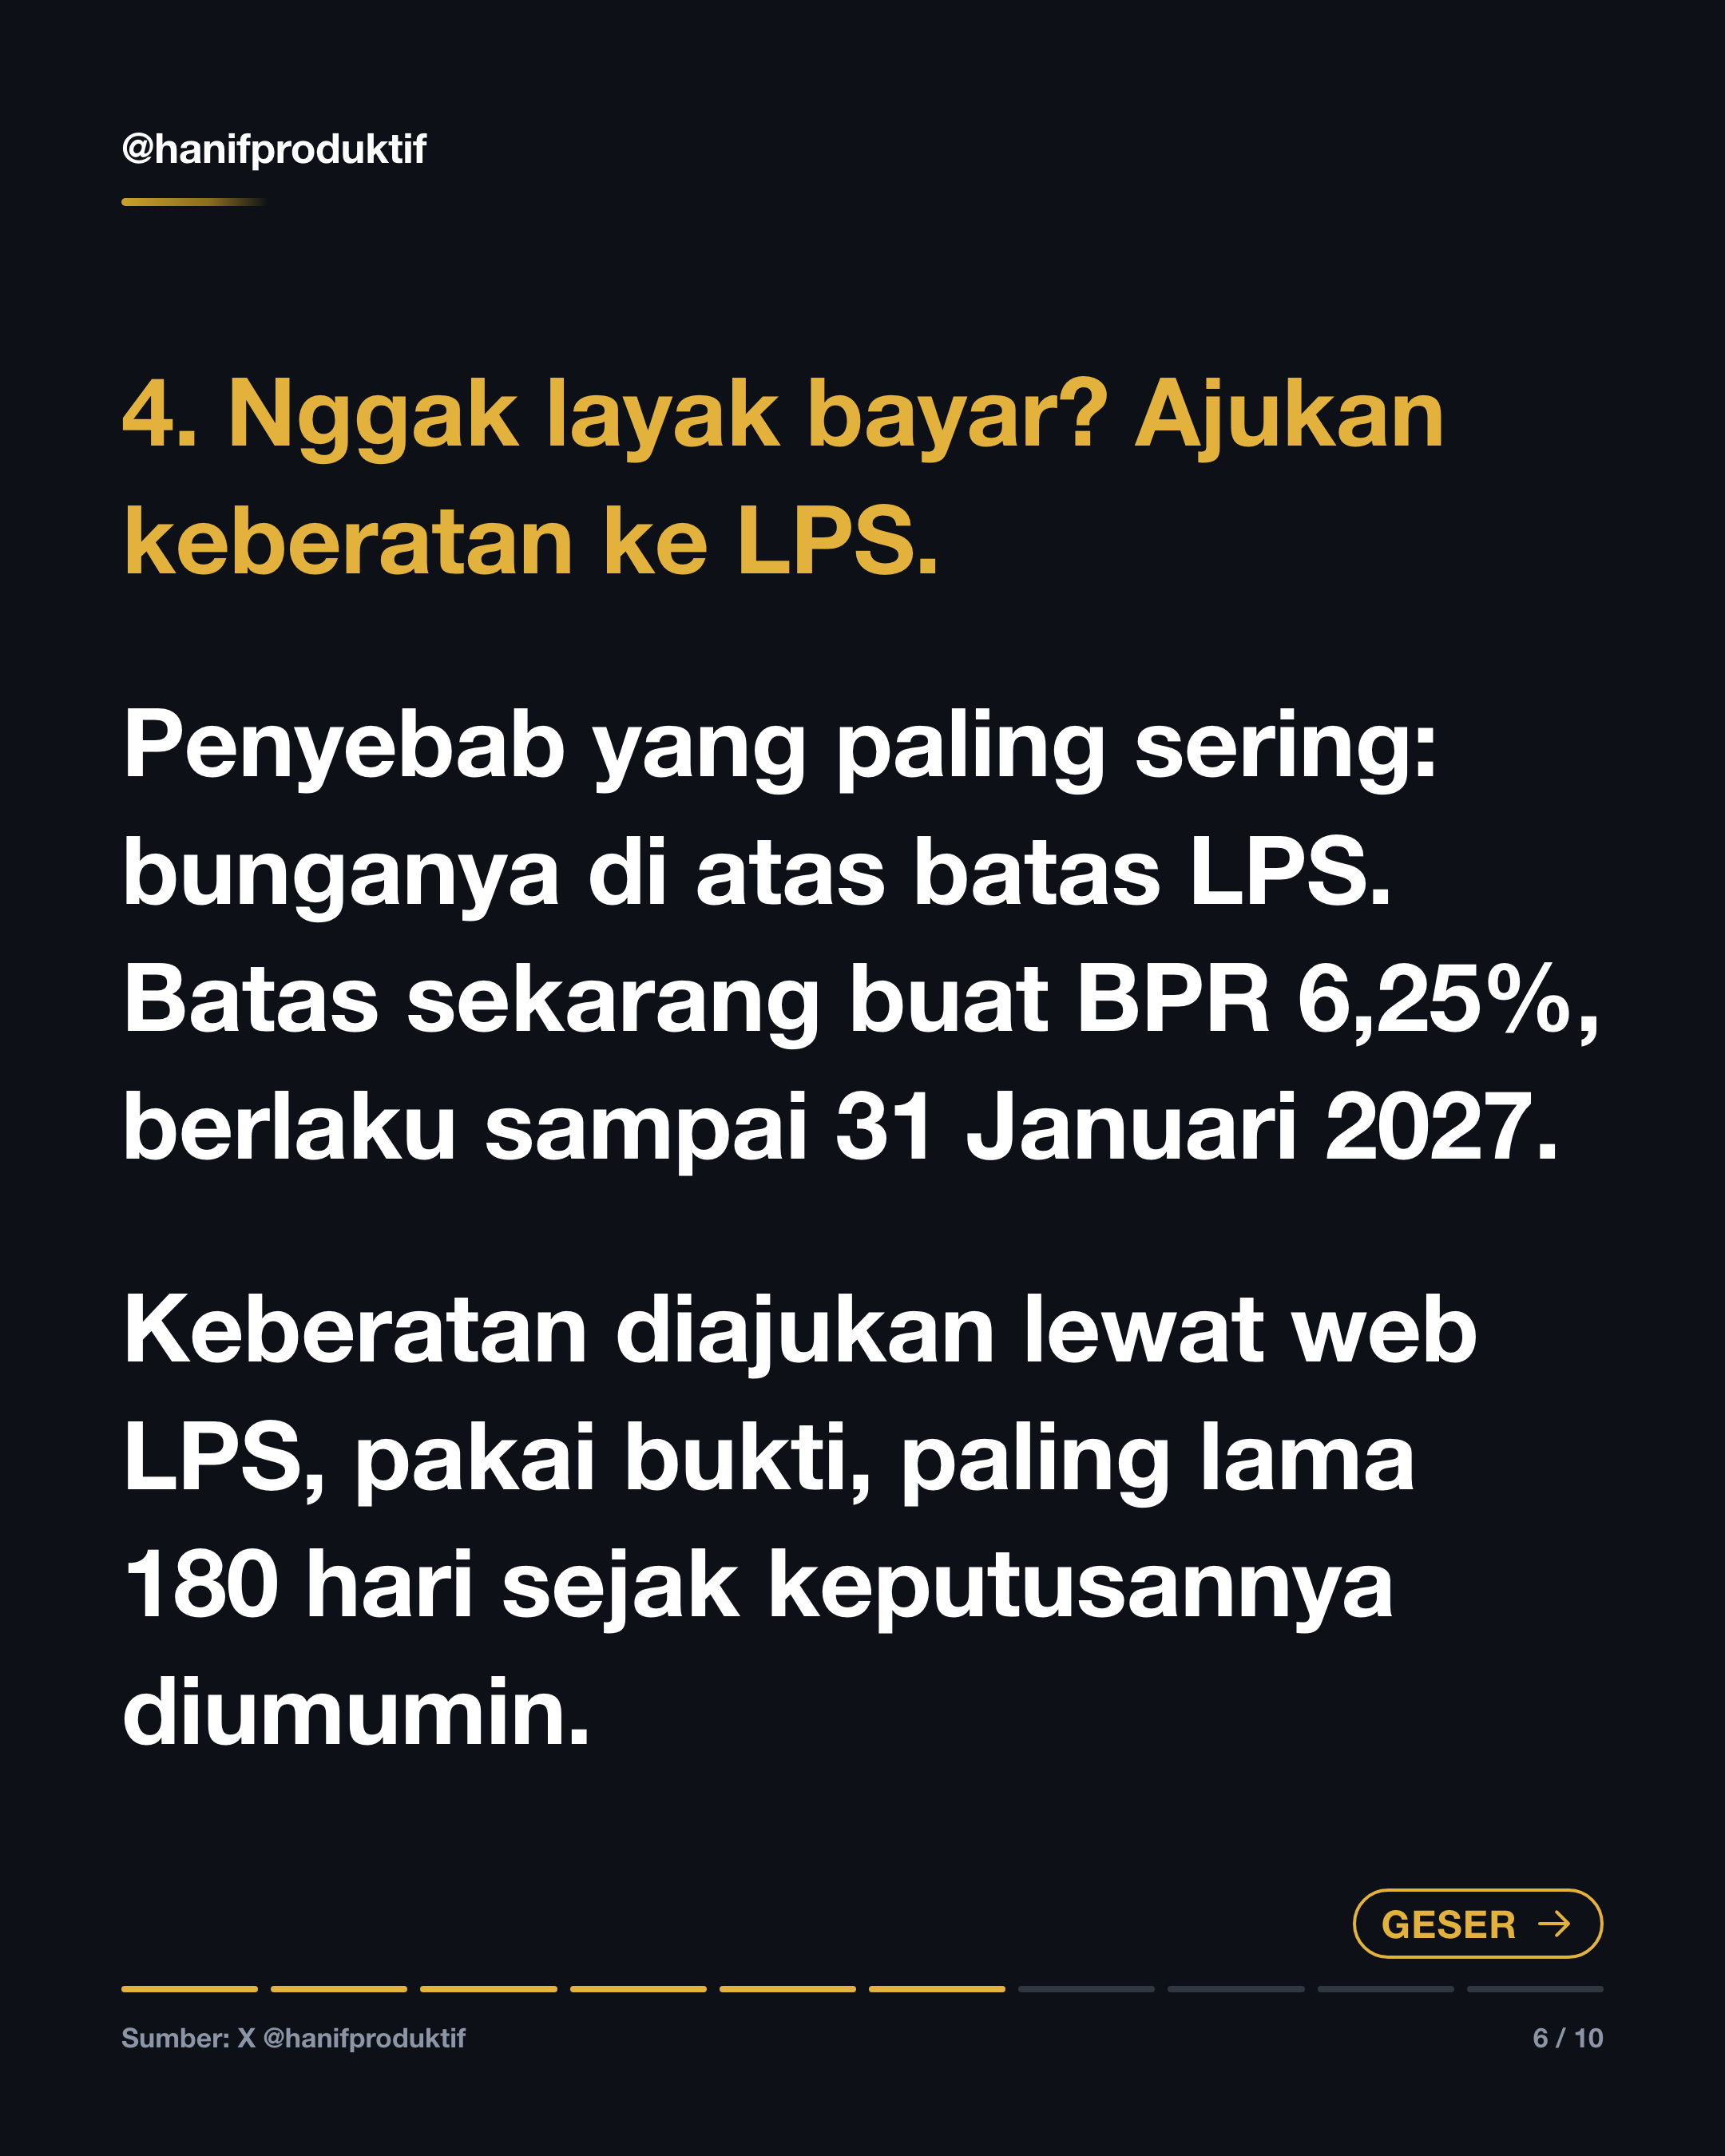 @hanifproduktif
4. Nggak layak bayar? Ajukan
keberatan ke LPS.
Penyebab yang paling sering:
bunganya di atas batas LPS.
Batas sekarang buat BPR 6,25%,
berlaku sampai 31 Januari 2027.
Keberatan diajukan lewat web
LPS, pakai bukti, paling lama
180 hari sejak keputusannya
diumumin.
GESER →
Sumber: X @hanifproduktif
6 / 10